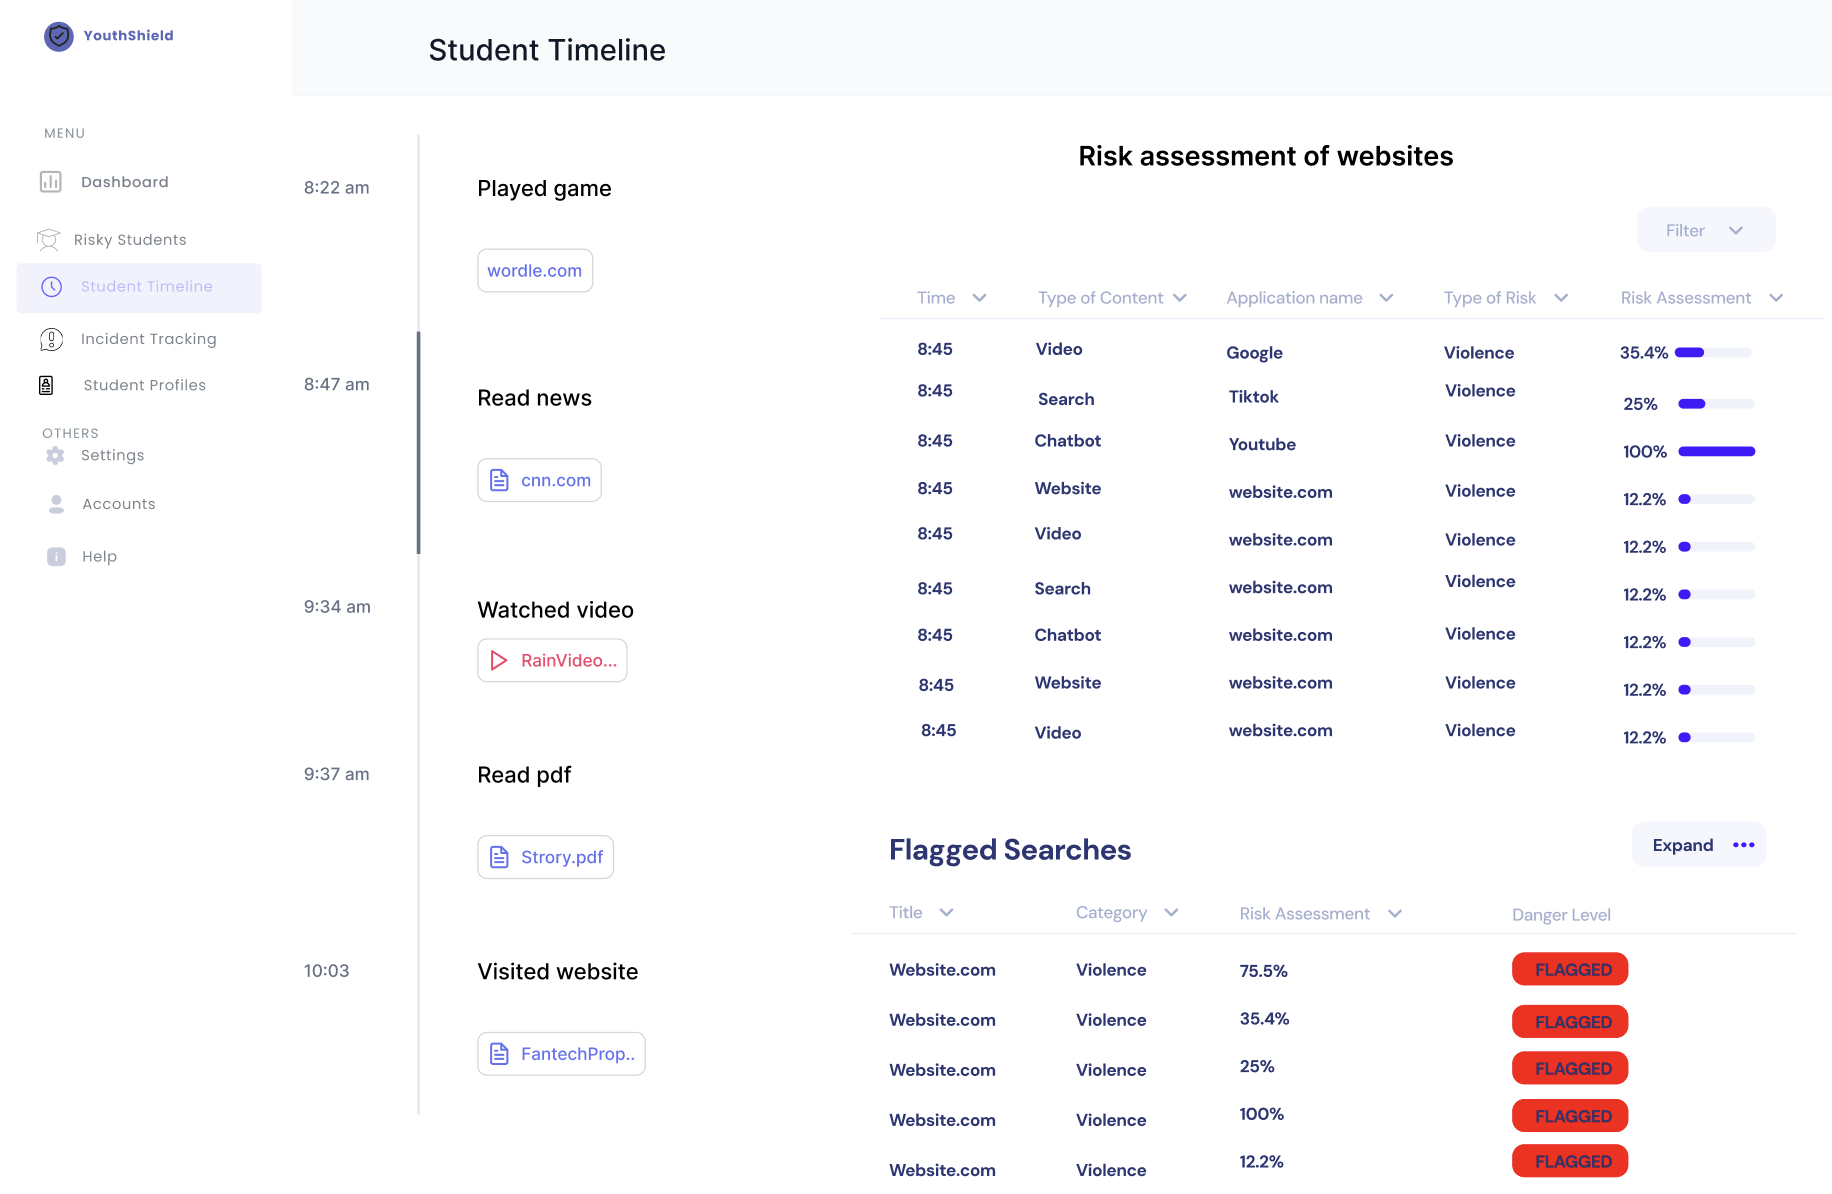 YouthShield
Student Timeline
MENU
Dashboard
Risky Students
Student Timeline
Incident Tracking
Student Profiles
OTHERS
Settings
Accounts
Help
8:22 am
Played game
wordle.com
8:47 am
Read news
cnn.com
9:34 am
Watched video
RainVideo...
9:37 am
Read pdf
Strory.pdf
10:03
Visited website
FantechProp..
Risk assessment of websites
Filter
Time Type of Content Application name Type of Risk Risk Assessment
8:45 Video Google Violence 35.4%
8:45 Search Tiktok Violence 25%
8:45 Chatbot Youtube Violence 100%
8:45 Website website.com Violence 12.2%
8:45 Video website.com Violence 12.2%
8:45 Search website.com Violence 12.2%
8:45 Chatbot website.com Violence 12.2%
8:45 Website website.com Violence 12.2%
8:45 Video website.com Violence 12.2%
Flagged Searches
Expand
Title Category Risk Assessment Danger Level
Website.com Violence 75.5% FLAGGED
Website.com Violence 35.4% FLAGGED
Website.com Violence 25% FLAGGED
Website.com Violence 100% FLAGGED
Website.com Violence 12.2% FLAGGED